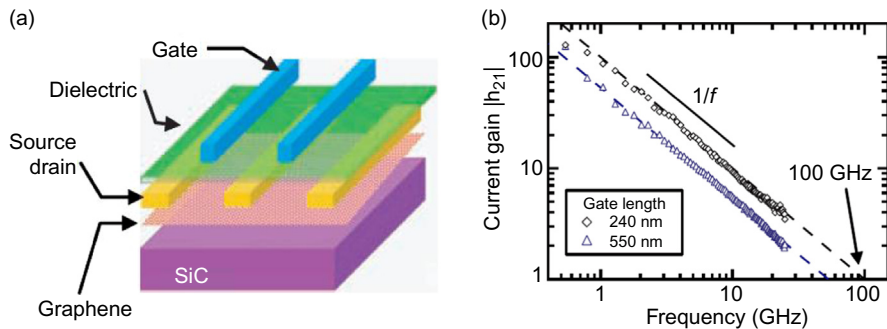 (a)
Gate
Dielectric
Source
drain
SiC
Graphene
(b)
Current gain |h21|
100
10
1
1/f
100 GHz
Gate length
240 nm
550 nm
1
10
100
Frequency (GHz)